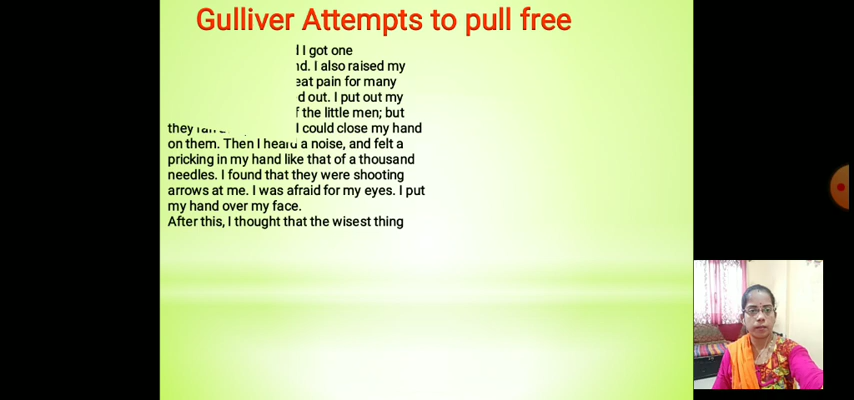 Gulliver Attempts to pull free
I got one
I also raised my
pain for many
out. I put out my
the little men; but
they I could close my hand
on them. Then I heard a noise, and felt a
pricking in my hand like that of a thousand
needles. I found that they were shooting
arrows at me. I was afraid for my eyes. I put
my hand over my face.
After this, I thought that the wisest thing